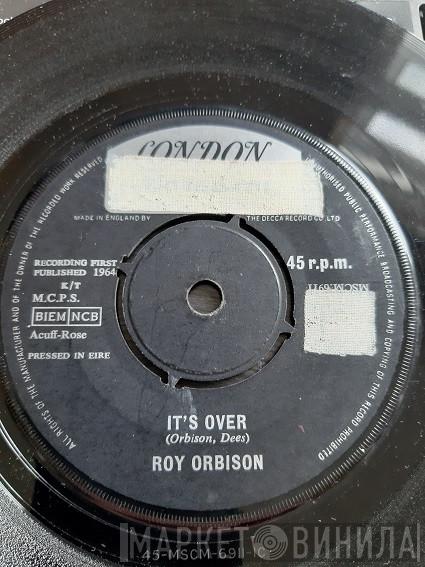 LONDON
MADE IN ENGLAND BY THE DECCA RECORD CO. LTD
ALL RIGHTS OF THE MANUFACTURER AND OF THE OWNER OF THE RECORDED WORK RESERVED
UNAUTHORISED PUBLIC PERFORMANCE BROADCASTING AND COPYING OF THIS RECORD PROHIBITED
RECORDING FIRST
PUBLISHED 1964
K/T
M.C.P.S.
BIEM NCB
Acuff-Rose
PRESSED IN EIRE
45 r.p.m.
MSCM.6911
IT'S OVER
(Orbison, Dees)
ROY ORBISON
45-MSCM-6911-1C
МАРКЕТ ВИНИЛА